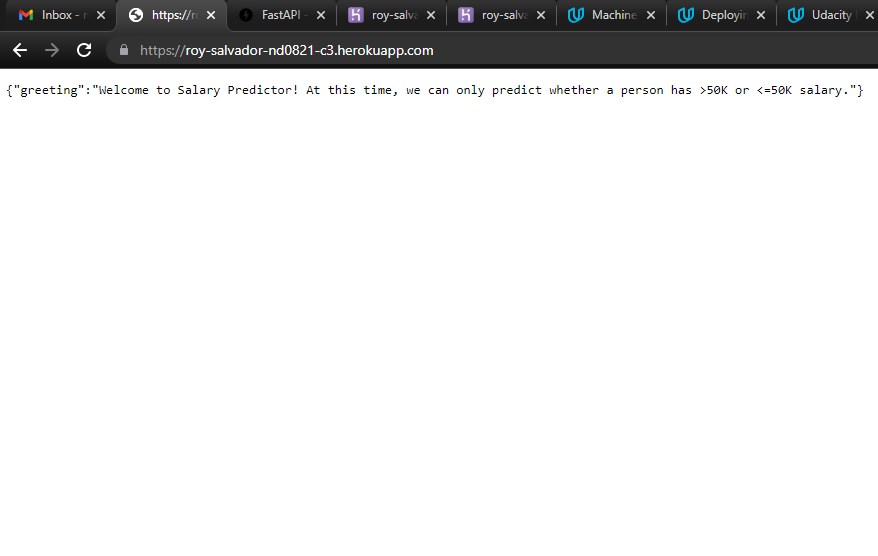 Inbox -
https://r
FastAPI -
roy-salva
roy-salva
Machine
Deployin
Udacity
https://roy-salvador-nd0821-c3.herokuapp.com
{"greeting":"Welcome to Salary Predictor! At this time, we can only predict whether a person has >50K or <=50K salary."}